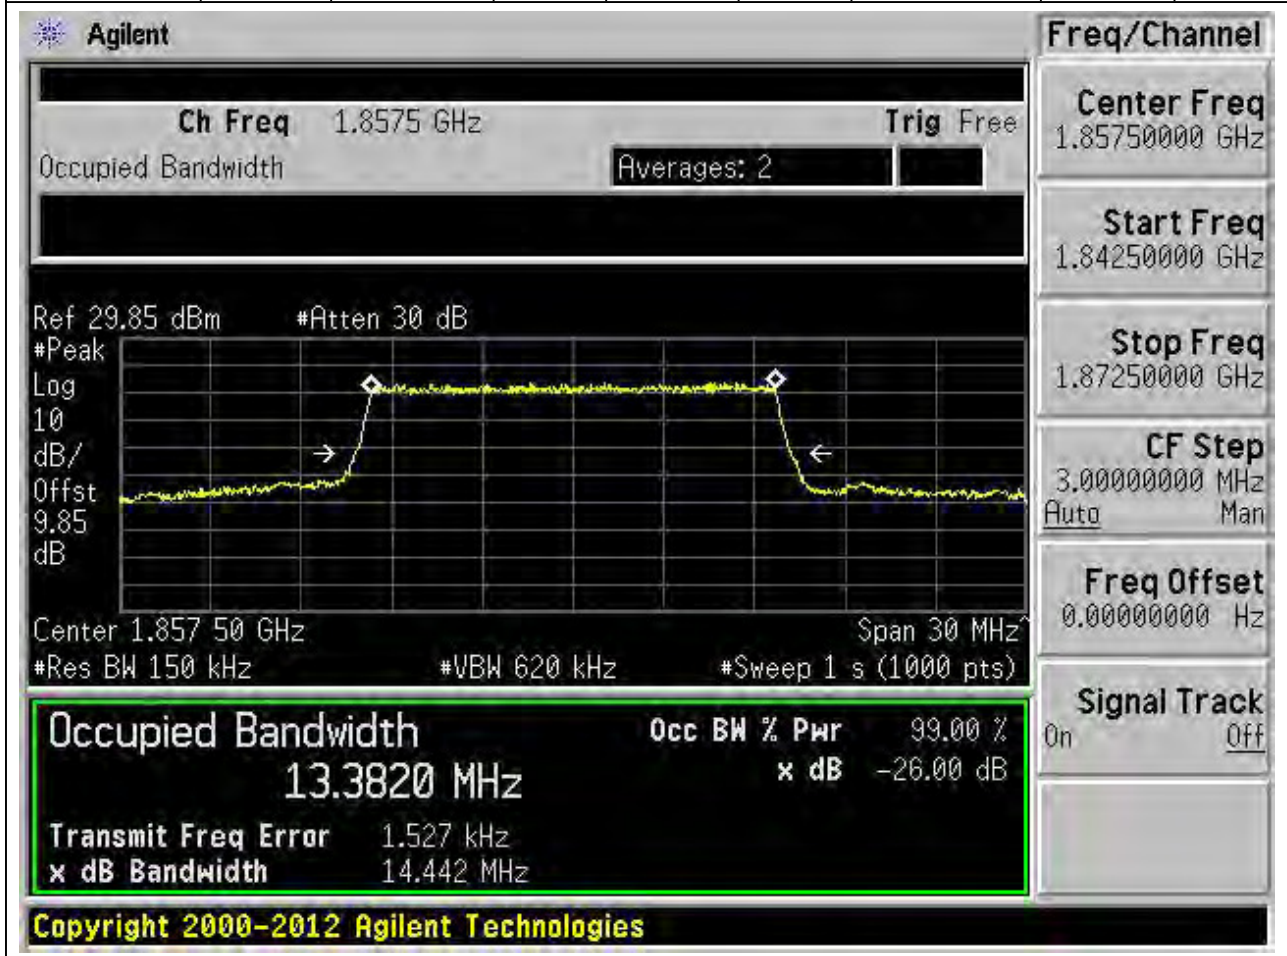 Agilent
Freq/Channel
Ch Freq 1.8575 GHz Trig Free
Occupied Bandwidth Averages: 2
Center Freq
1.85750000 GHz
Start Freq
1.84250000 GHz
Stop Freq
1.87250000 GHz
CF Step
3.00000000 MHz
Auto Man
Freq Offset
0.00000000 Hz
Signal Track
On Off
Ref 29.85 dBm #Atten 30 dB
#Peak
Log
10
dB/
Offst
9.85
dB
Center 1.857 50 GHz Span 30 MHz^
#Res BW 150 kHz #VBW 620 kHz #Sweep 1 s (1000 pts)
Occupied Bandwidth Occ BW % Pwr 99.00 %
13.3820 MHz x dB -26.00 dB
Transmit Freq Error 1.527 kHz
x dB Bandwidth 14.442 MHz
Copyright 2000-2012 Agilent Technologies